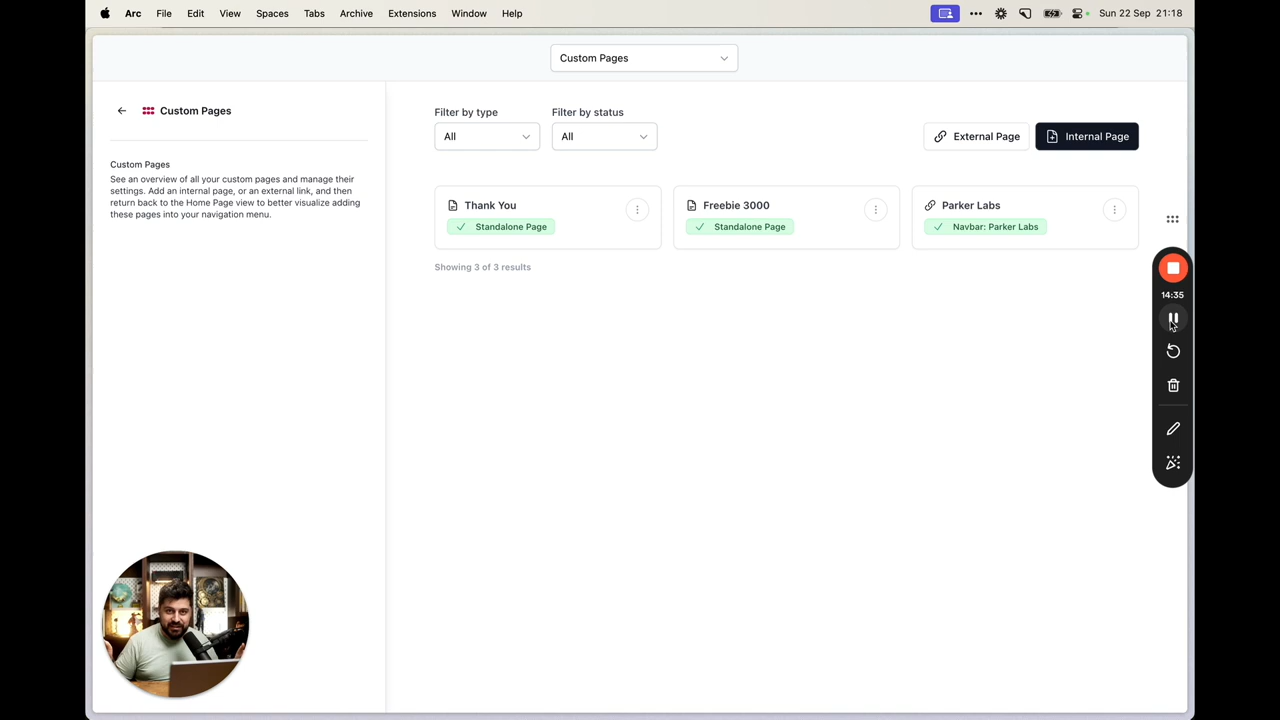 Arc File Edit View Spaces Tabs Archive Extensions Window Help Sun 22 Sep 21:18
Custom Pages
Custom Pages
Custom Pages
See an overview of all your custom pages and manage their
settings. Add an internal page, or an external link, and then
return back to the Home Page view to better visualize adding
these pages into your navigation menu.
Filter by type Filter by status
All All
External Page Internal Page
Thank You
Standalone Page
Freebie 3000
Standalone Page
Parker Labs
Navbar: Parker Labs
Showing 3 of 3 results
14:35